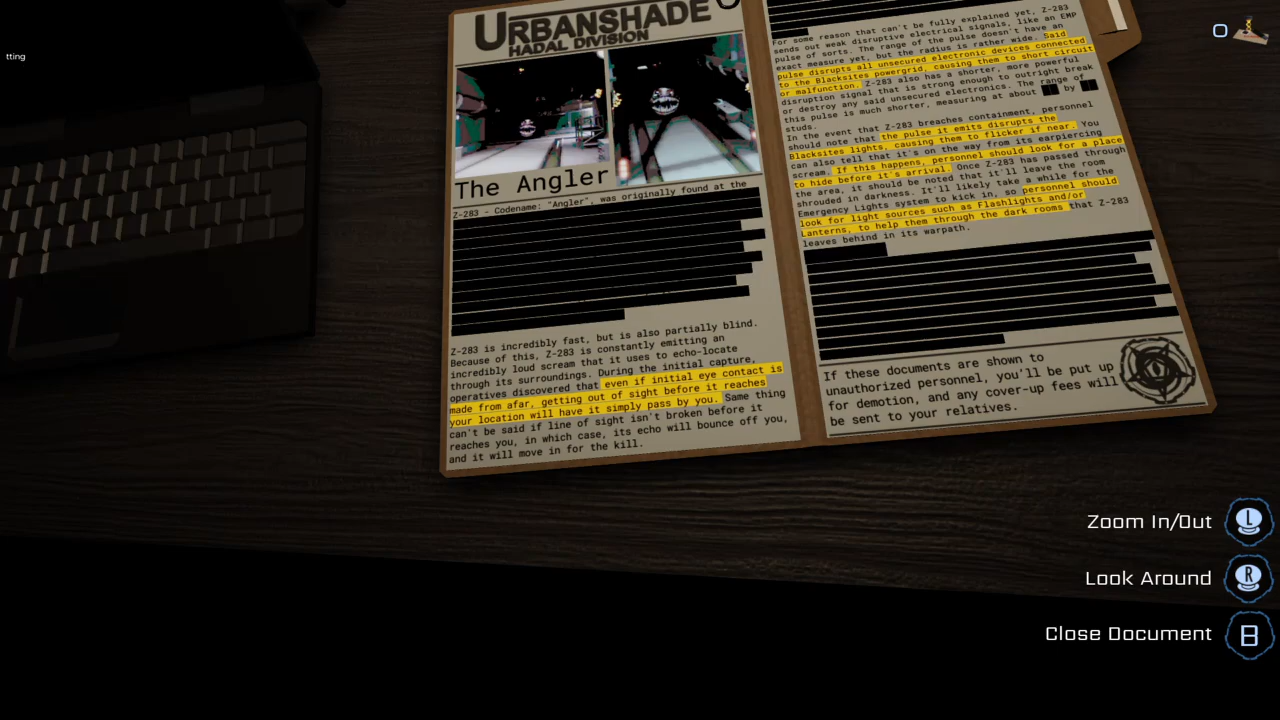 tting
URBANSHADE
HADAL DIVISION
The Angler
Z-283 - Codename: "Angler", was originally found at the
Z-283 is incredibly fast, but is also partially blind.
Because of this, Z-283 is constantly emitting an
incredibly loud scream that it uses to echo-locate
through its surroundings. During the initial capture,
operatives discovered that even if initial eye contact is
made from afar, getting out of sight before it reaches
your location will have it simply pass by you. Same thing
can't be said if line of sight isn't broken before it
reaches you, in which case, its echo will bounce off you,
and it will move in for the kill.
For some reason that can't be fully explained yet, Z-283
sends out weak disruptive electrical signals, like an EMP
pulse of sorts. The range of the pulse doesn't have an
exact measure yet, but the radius is rather wide. Said
pulse disrupts all unsecured electronic devices connected
to the Blacksites powergrid, causing them to short circuit
or malfunction. Z-283 also has a shorter, more powerful
disruption signal that is strong enough to outright break
or destroy any said unsecured electronics. The range of
this pulse is much shorter, measuring at about by
studs.
In the event that Z-283 breaches containment, personnel
should note that the pulse it emits disrupts the
Blacksites lights, causing them to flicker if near. You
can also tell that it's on the way from its earpiercing
scream. If this happens, personnel should look for a place
to hide before it's arrival. Once Z-283 has passed through
the area, it should be noted that it'll leave the room
shrouded in darkness. It'll likely take a while for the
Emergency Lights system to kick in, so personnel should
look for light sources such as Flashlights and/or
Lanterns, to help them through the dark rooms that Z-283
leaves behind in its warpath.
If these documents are shown to
unauthorized personnel, you'll be put up
for demotion, and any cover-up fees will
be sent to your relatives.
0
Zoom In/Out L
Look Around R
Close Document B